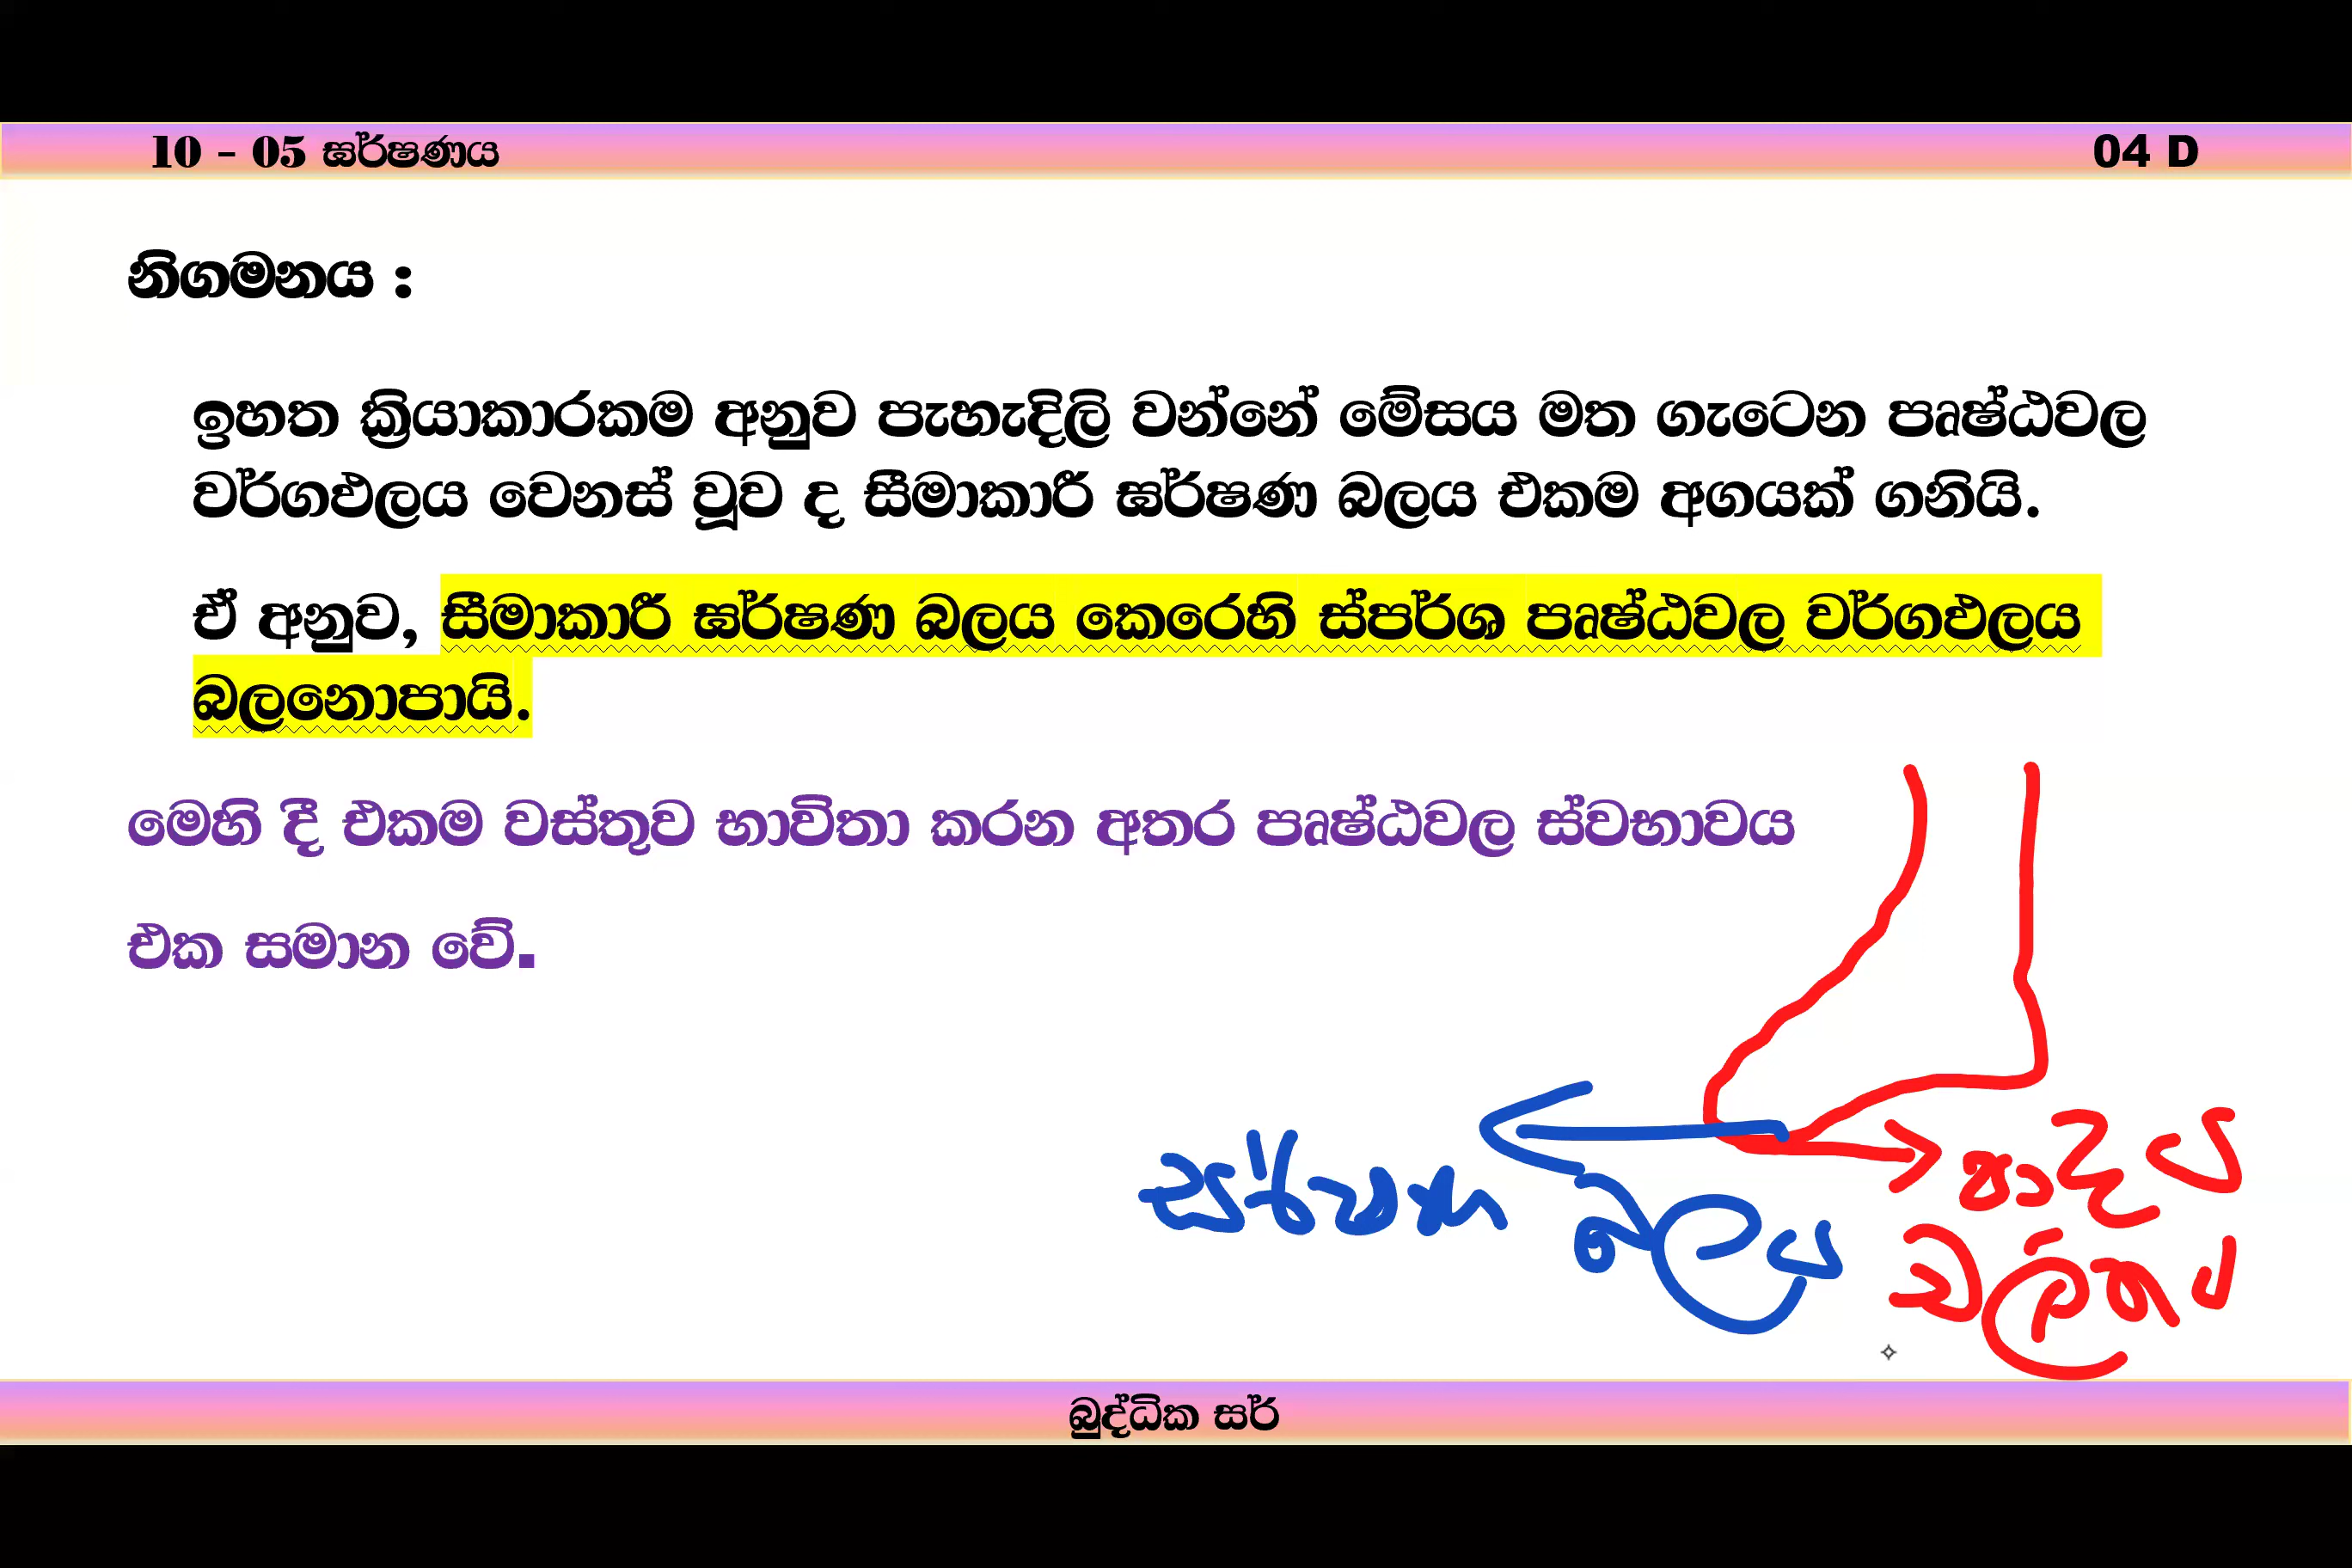 10 – 05 ඝර්ෂණය
04 D
නිගමනය :
ඉහත ක්‍රියාකාරකම අනුව පැහැදිලි වන්නේ මේසය මත ගැටෙන පෘෂ්ඨවල
වර්ගඵලය වෙනස් වූව ද සීමාකාරී ඝර්ෂණ බලය එකම අගයක් ගනියි.
ඒ අනුව, සීමාකාරී ඝර්ෂණ බලය කෙරෙහි ස්පර්ශ පෘෂ්ඨවල වර්ගඵලය
බලනොපායි.
මෙහි දී එකම වස්තුව භාවිතා කරන අතර පෘෂ්ඨවල ස්වභාවය
එක සමාන වේ.
ඝර්ෂණ බලය
පාදය
චලිතය
බුද්ධික සර්